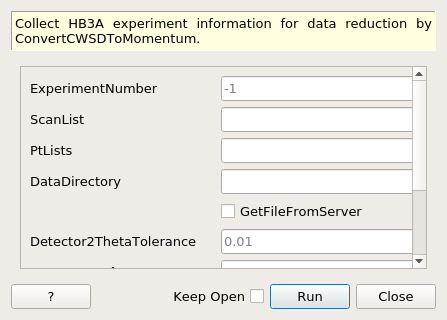 Collect HB3A experiment information for data reduction by
ConvertCWSDToMomentum.
ExperimentNumber -1
ScanList
PtLists
DataDirectory
GetFileFromServer
Detector2ThetaTolerance 0.01
? Keep Open Run Close